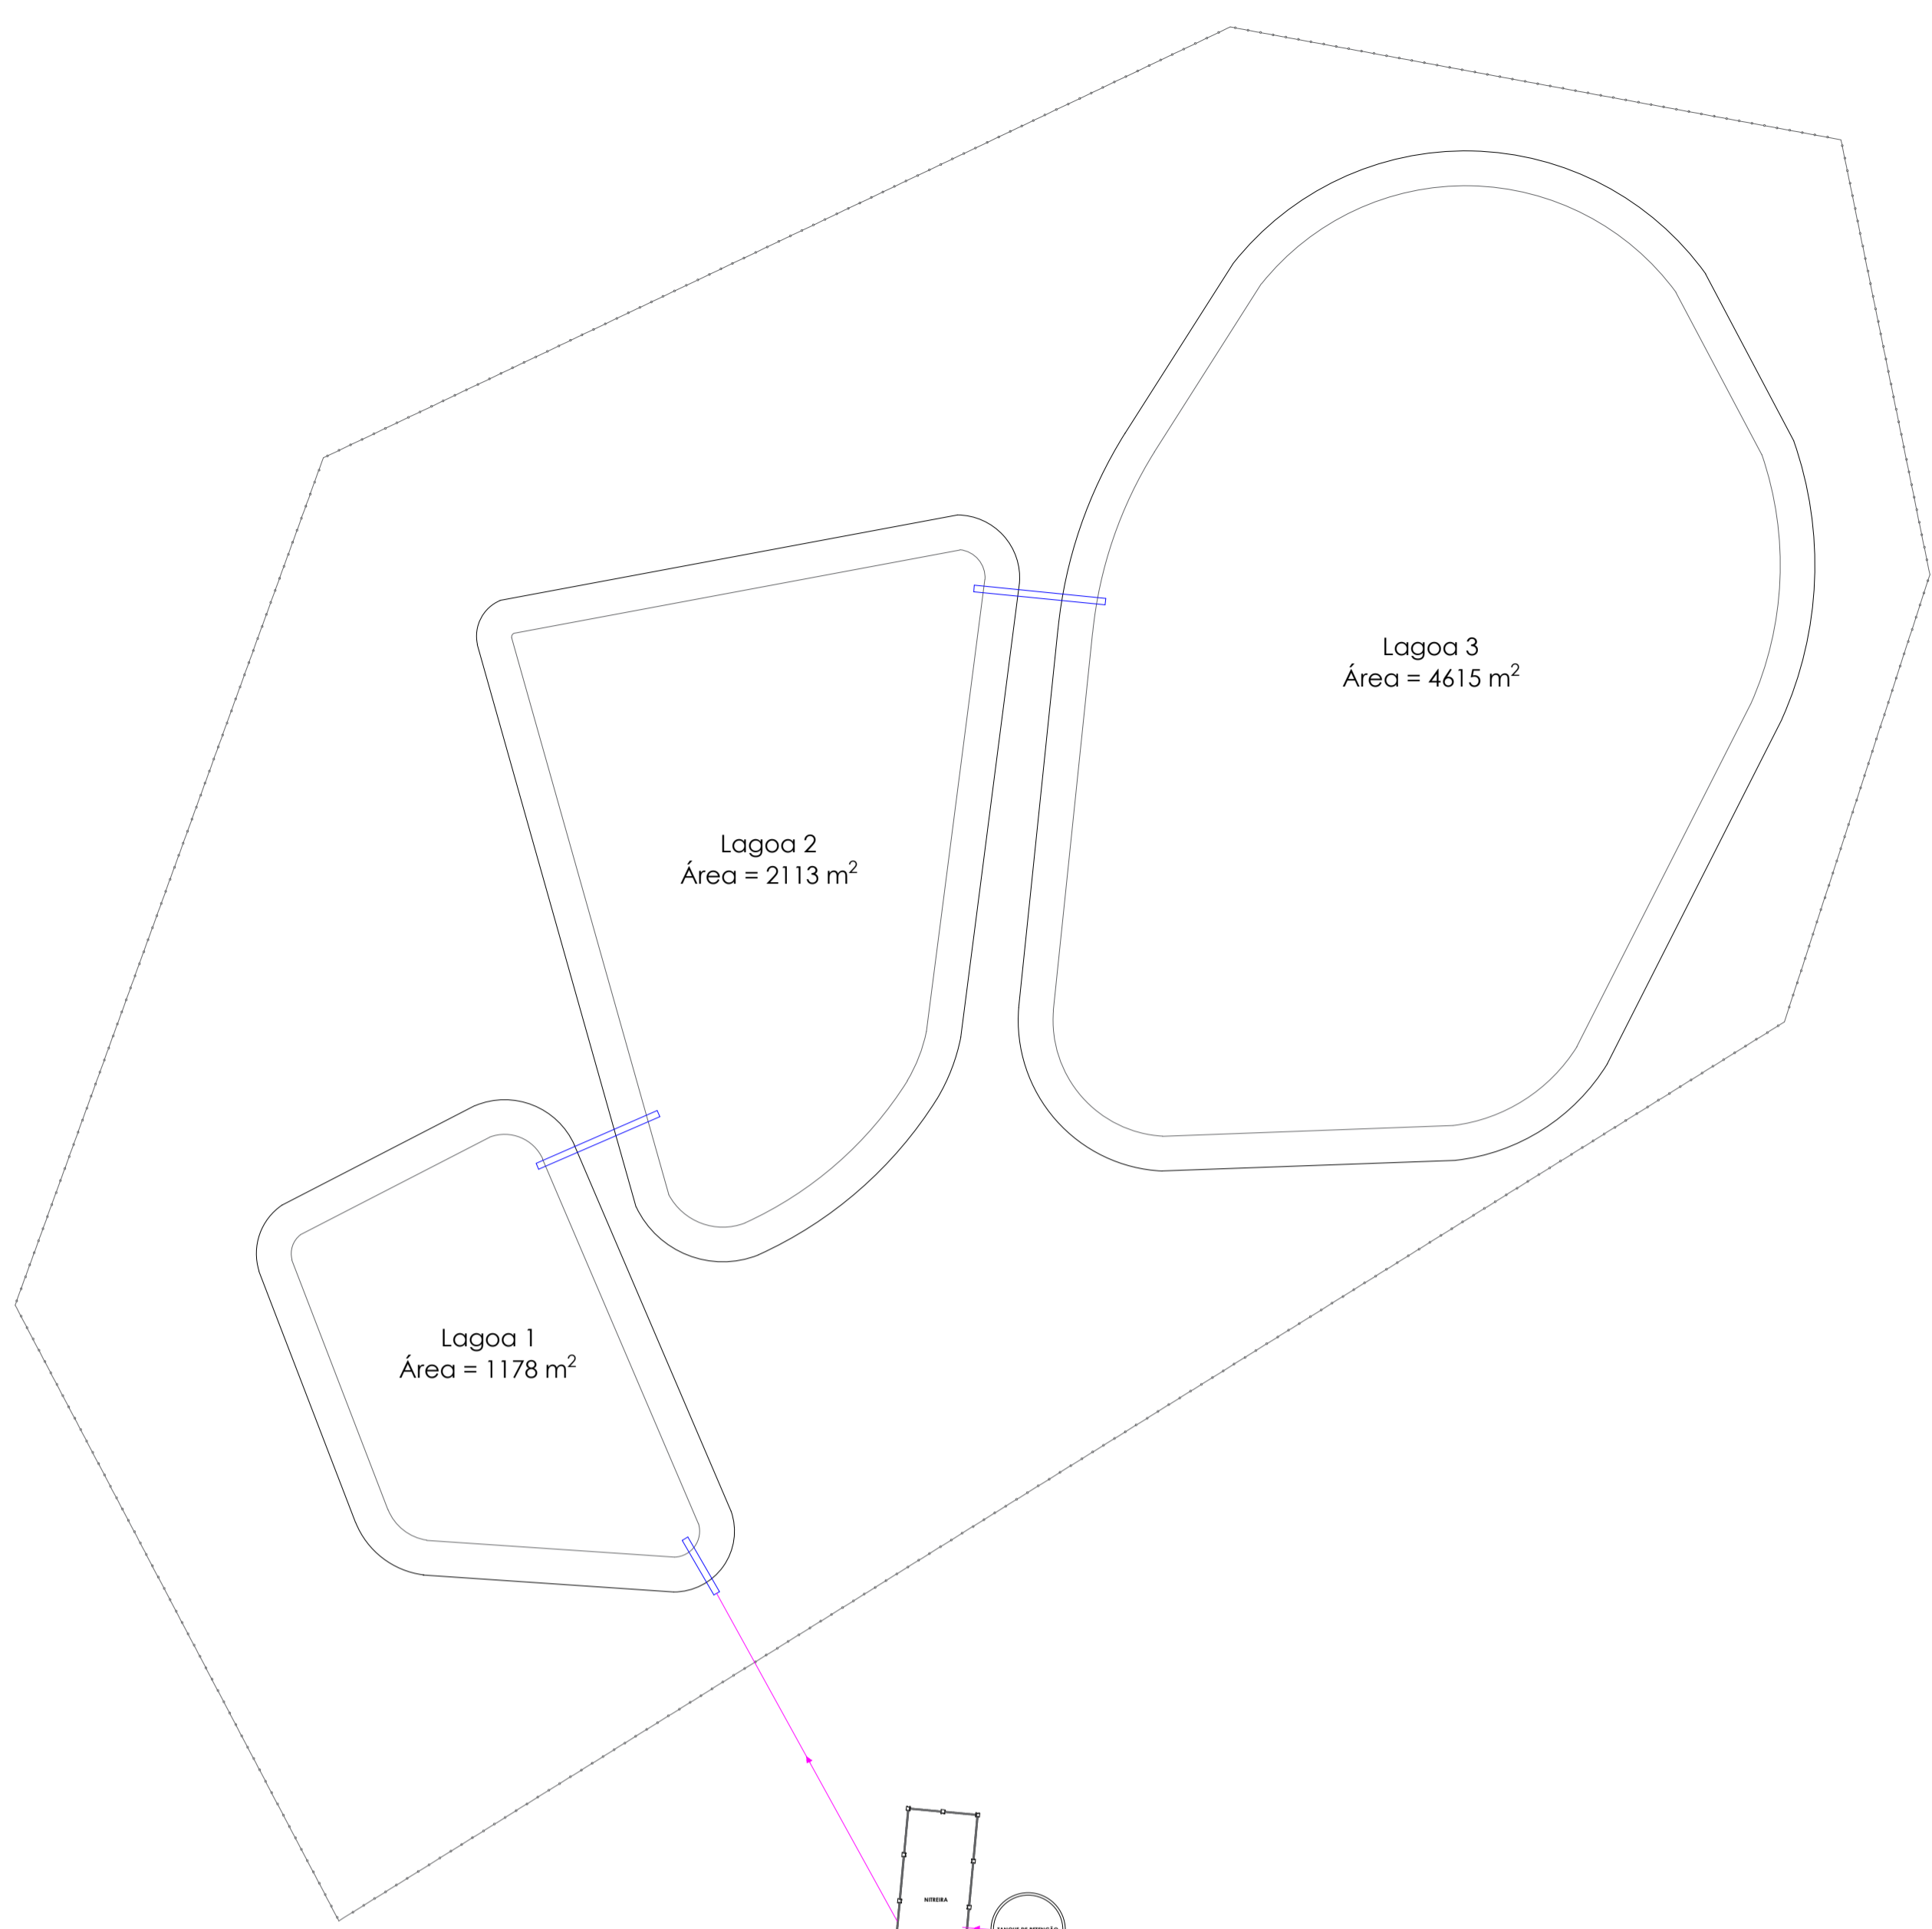 Lagoa 3
Área = 4615 m²
Lagoa 2
Área = 2113 m²
Lagoa 1
Área = 1178 m²
NITREIRA